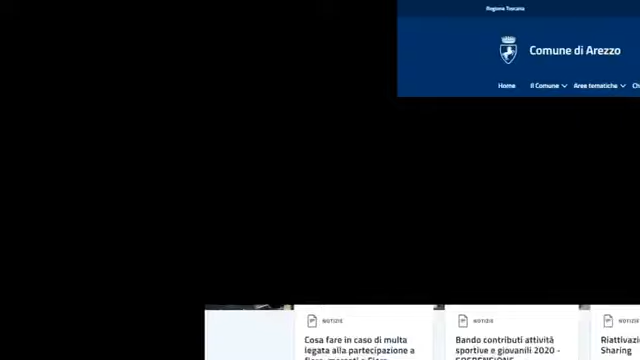 Regione Toscana
Comune di Arezzo
Home Il Comune Aree tematiche
NOTIZIE
Cosa fare in caso di multa
legata alla partecipazione a
NOTIZIE
Bando contributi attività
sportive e giovanili 2020 -
SOSPENSIONE
NOTIZIE
Sharing